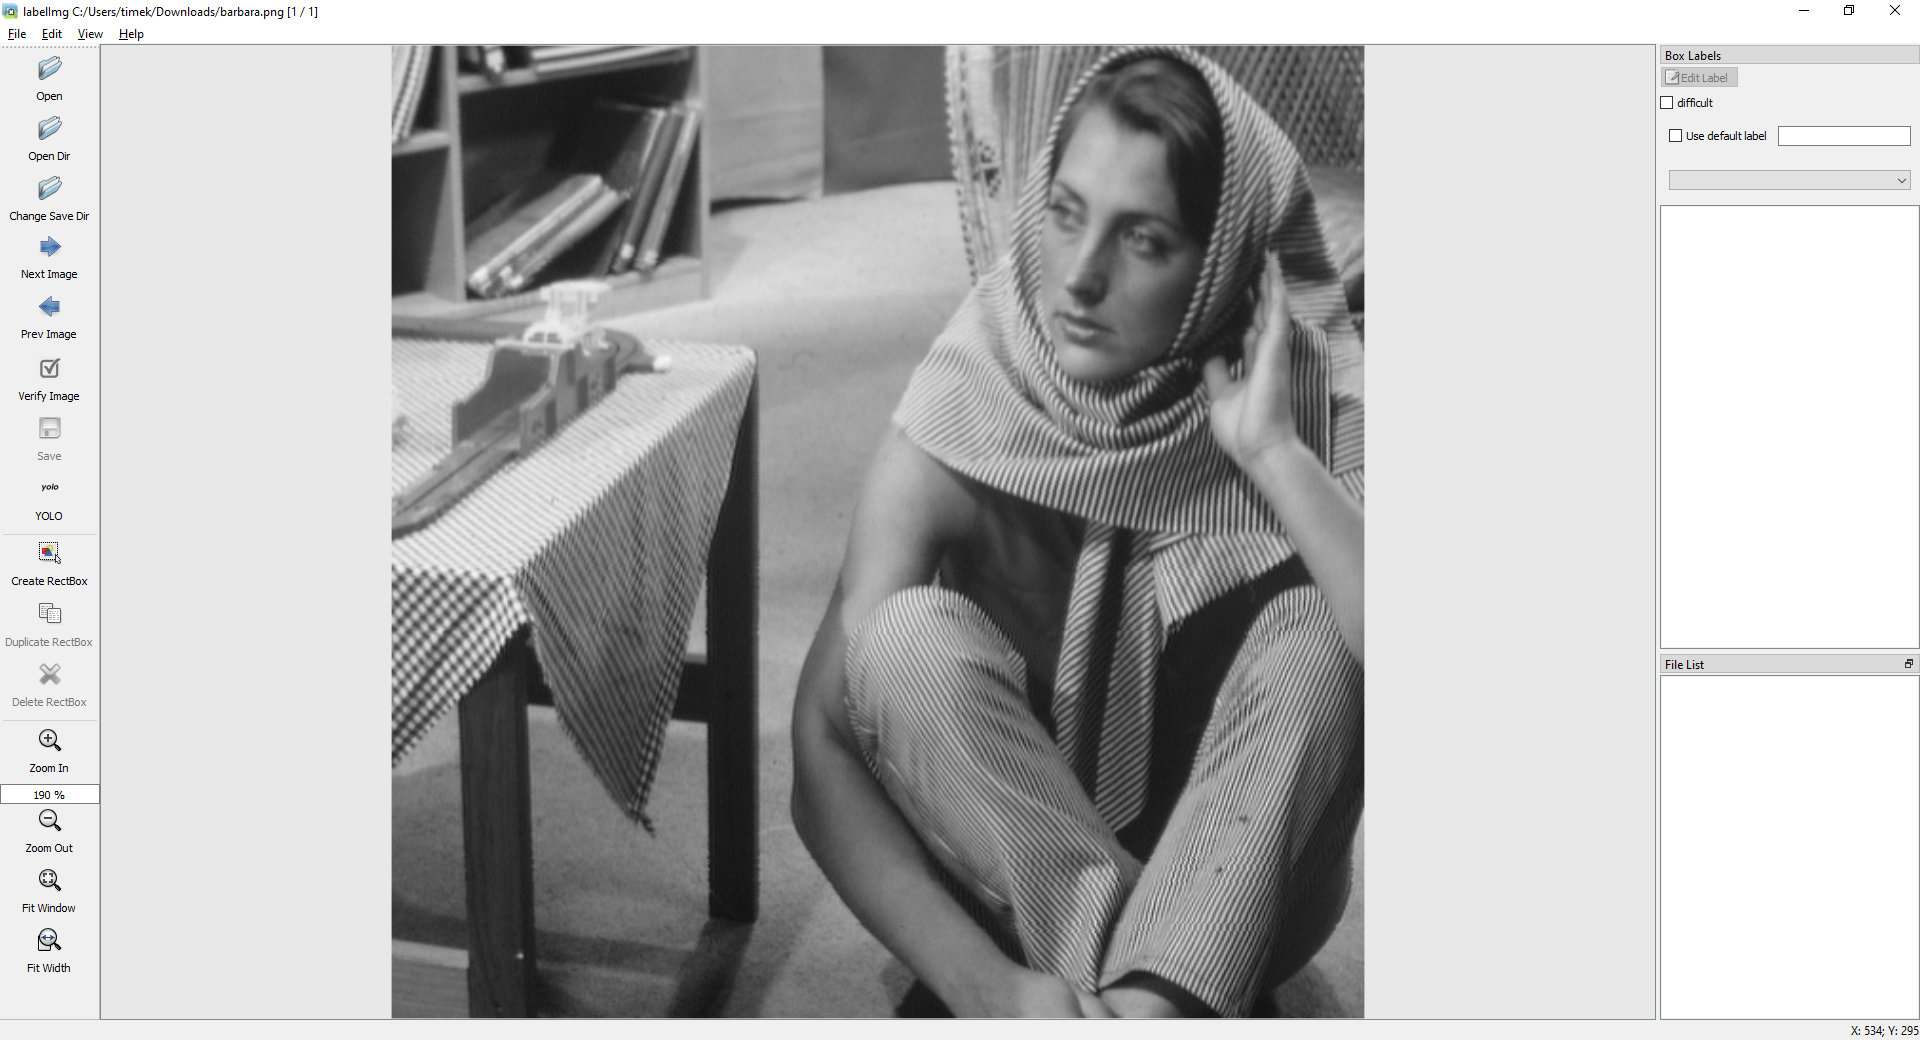 labelImg C:/Users/timek/Downloads/barbara.png [1 / 1]
File Edit View Help
Open
Open Dir
Change Save Dir
Next Image
Prev Image
Verify Image
Save
yolo
YOLO
Create RectBox
Duplicate RectBox
Delete RectBox
Zoom In
190 %
Zoom Out
Fit Window
Fit Width
Box Labels
Edit Label
difficult
Use default label
File List
X: 534; Y: 295